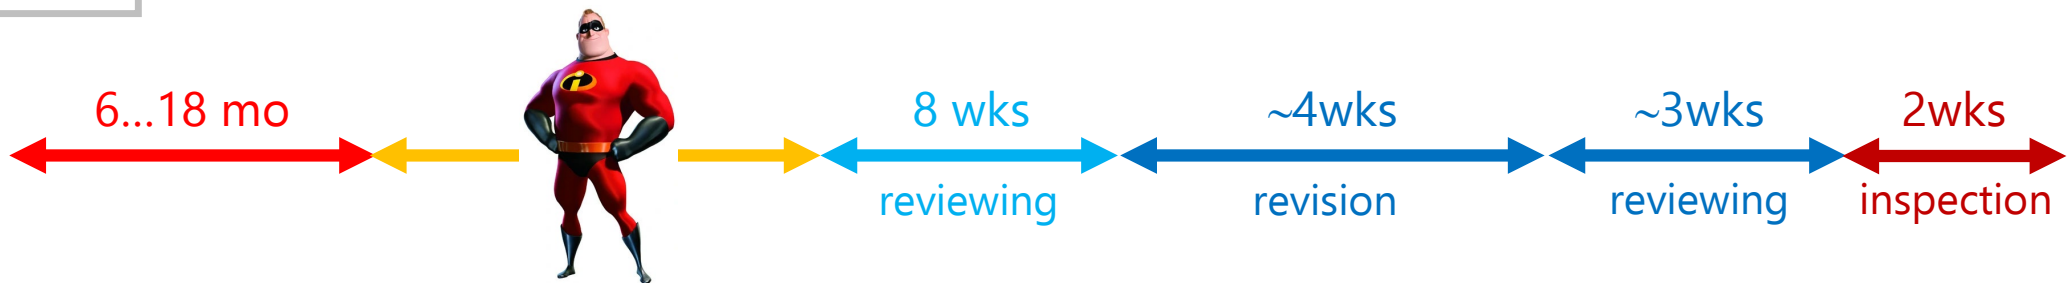 6...18 mo
8 wks
~4wks
~3wks
2wks
reviewing
revision
reviewing
inspection